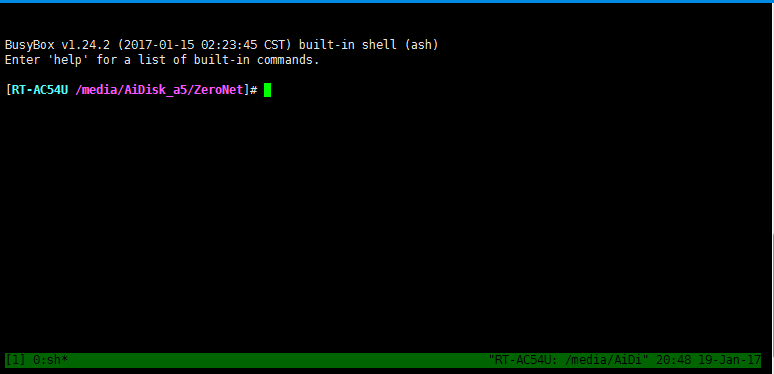 BusyBox v1.24.2 (2017-01-15 02:23:45 CST) built-in shell (ash)
Enter 'help' for a list of built-in commands.
[RT-AC54U /media/AiDisk_a5/ZeroNet]#
[1] 0:sh* "RT-AC54U: /media/AiDi" 20:48 19-Jan-17